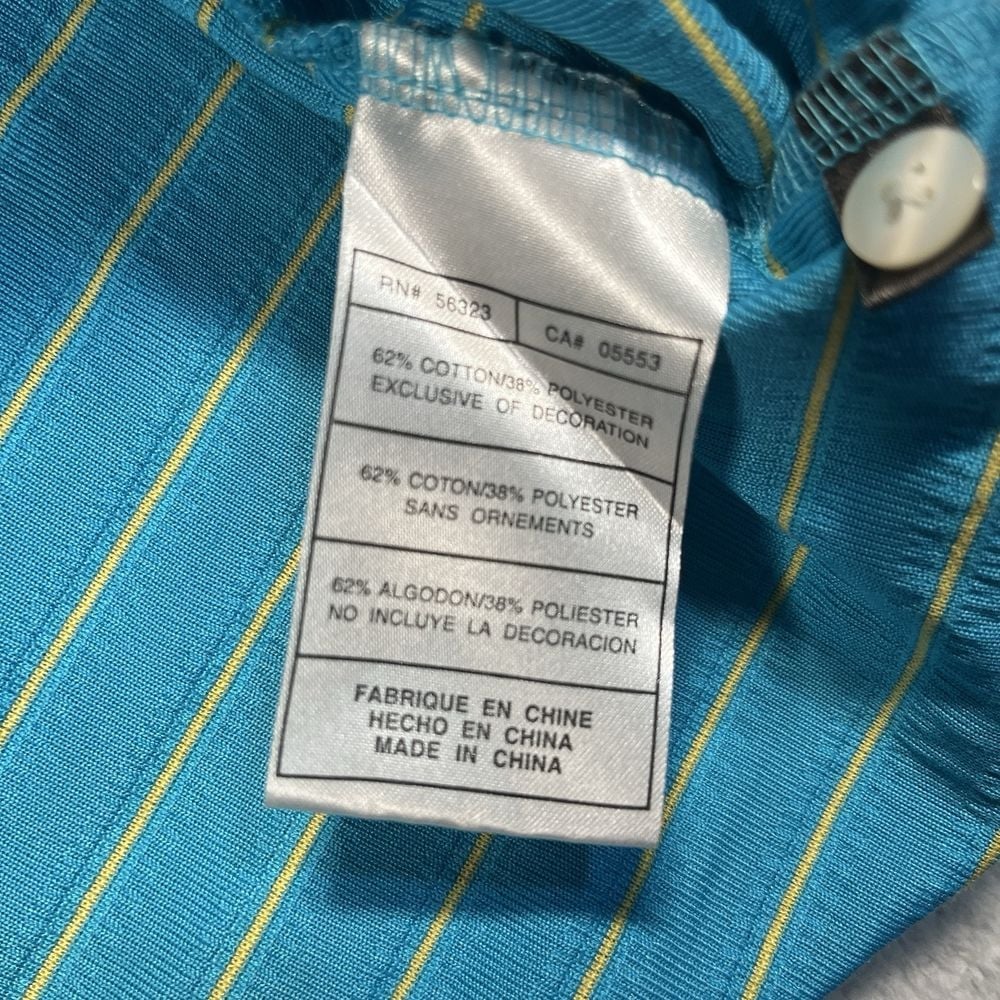 RN# 56323
CA# 05553
62% COTTON/38% POLYESTER
EXCLUSIVE OF DECORATION
62% COTON/38% POLYESTER
SANS ORNEMENTS
62% ALGODON/38% POLIESTER
NO INCLUYE LA DECORACION
FABRIQUE EN CHINE
HECHO EN CHINA
MADE IN CHINA